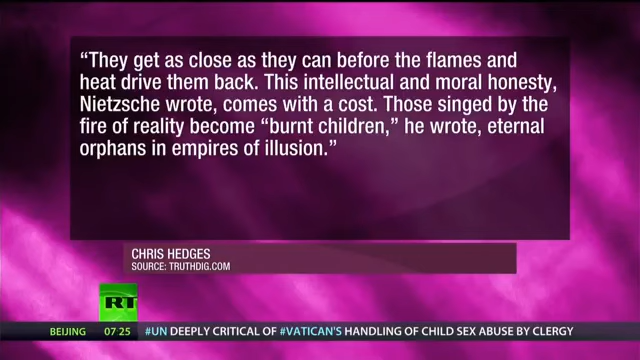 “They get as close as they can before the flames and
heat drive them back. This intellectual and moral honesty,
Nietzsche wrote, comes with a cost. Those singed by the
fire of reality become “burnt children,” he wrote, eternal
orphans in empires of illusion.”
CHRIS HEDGES
SOURCE: TRUTHDIG.COM
RT
BEIJING 07:25 #UN DEEPLY CRITICAL OF #VATICAN'S HANDLING OF CHILD SEX ABUSE BY CLERGY